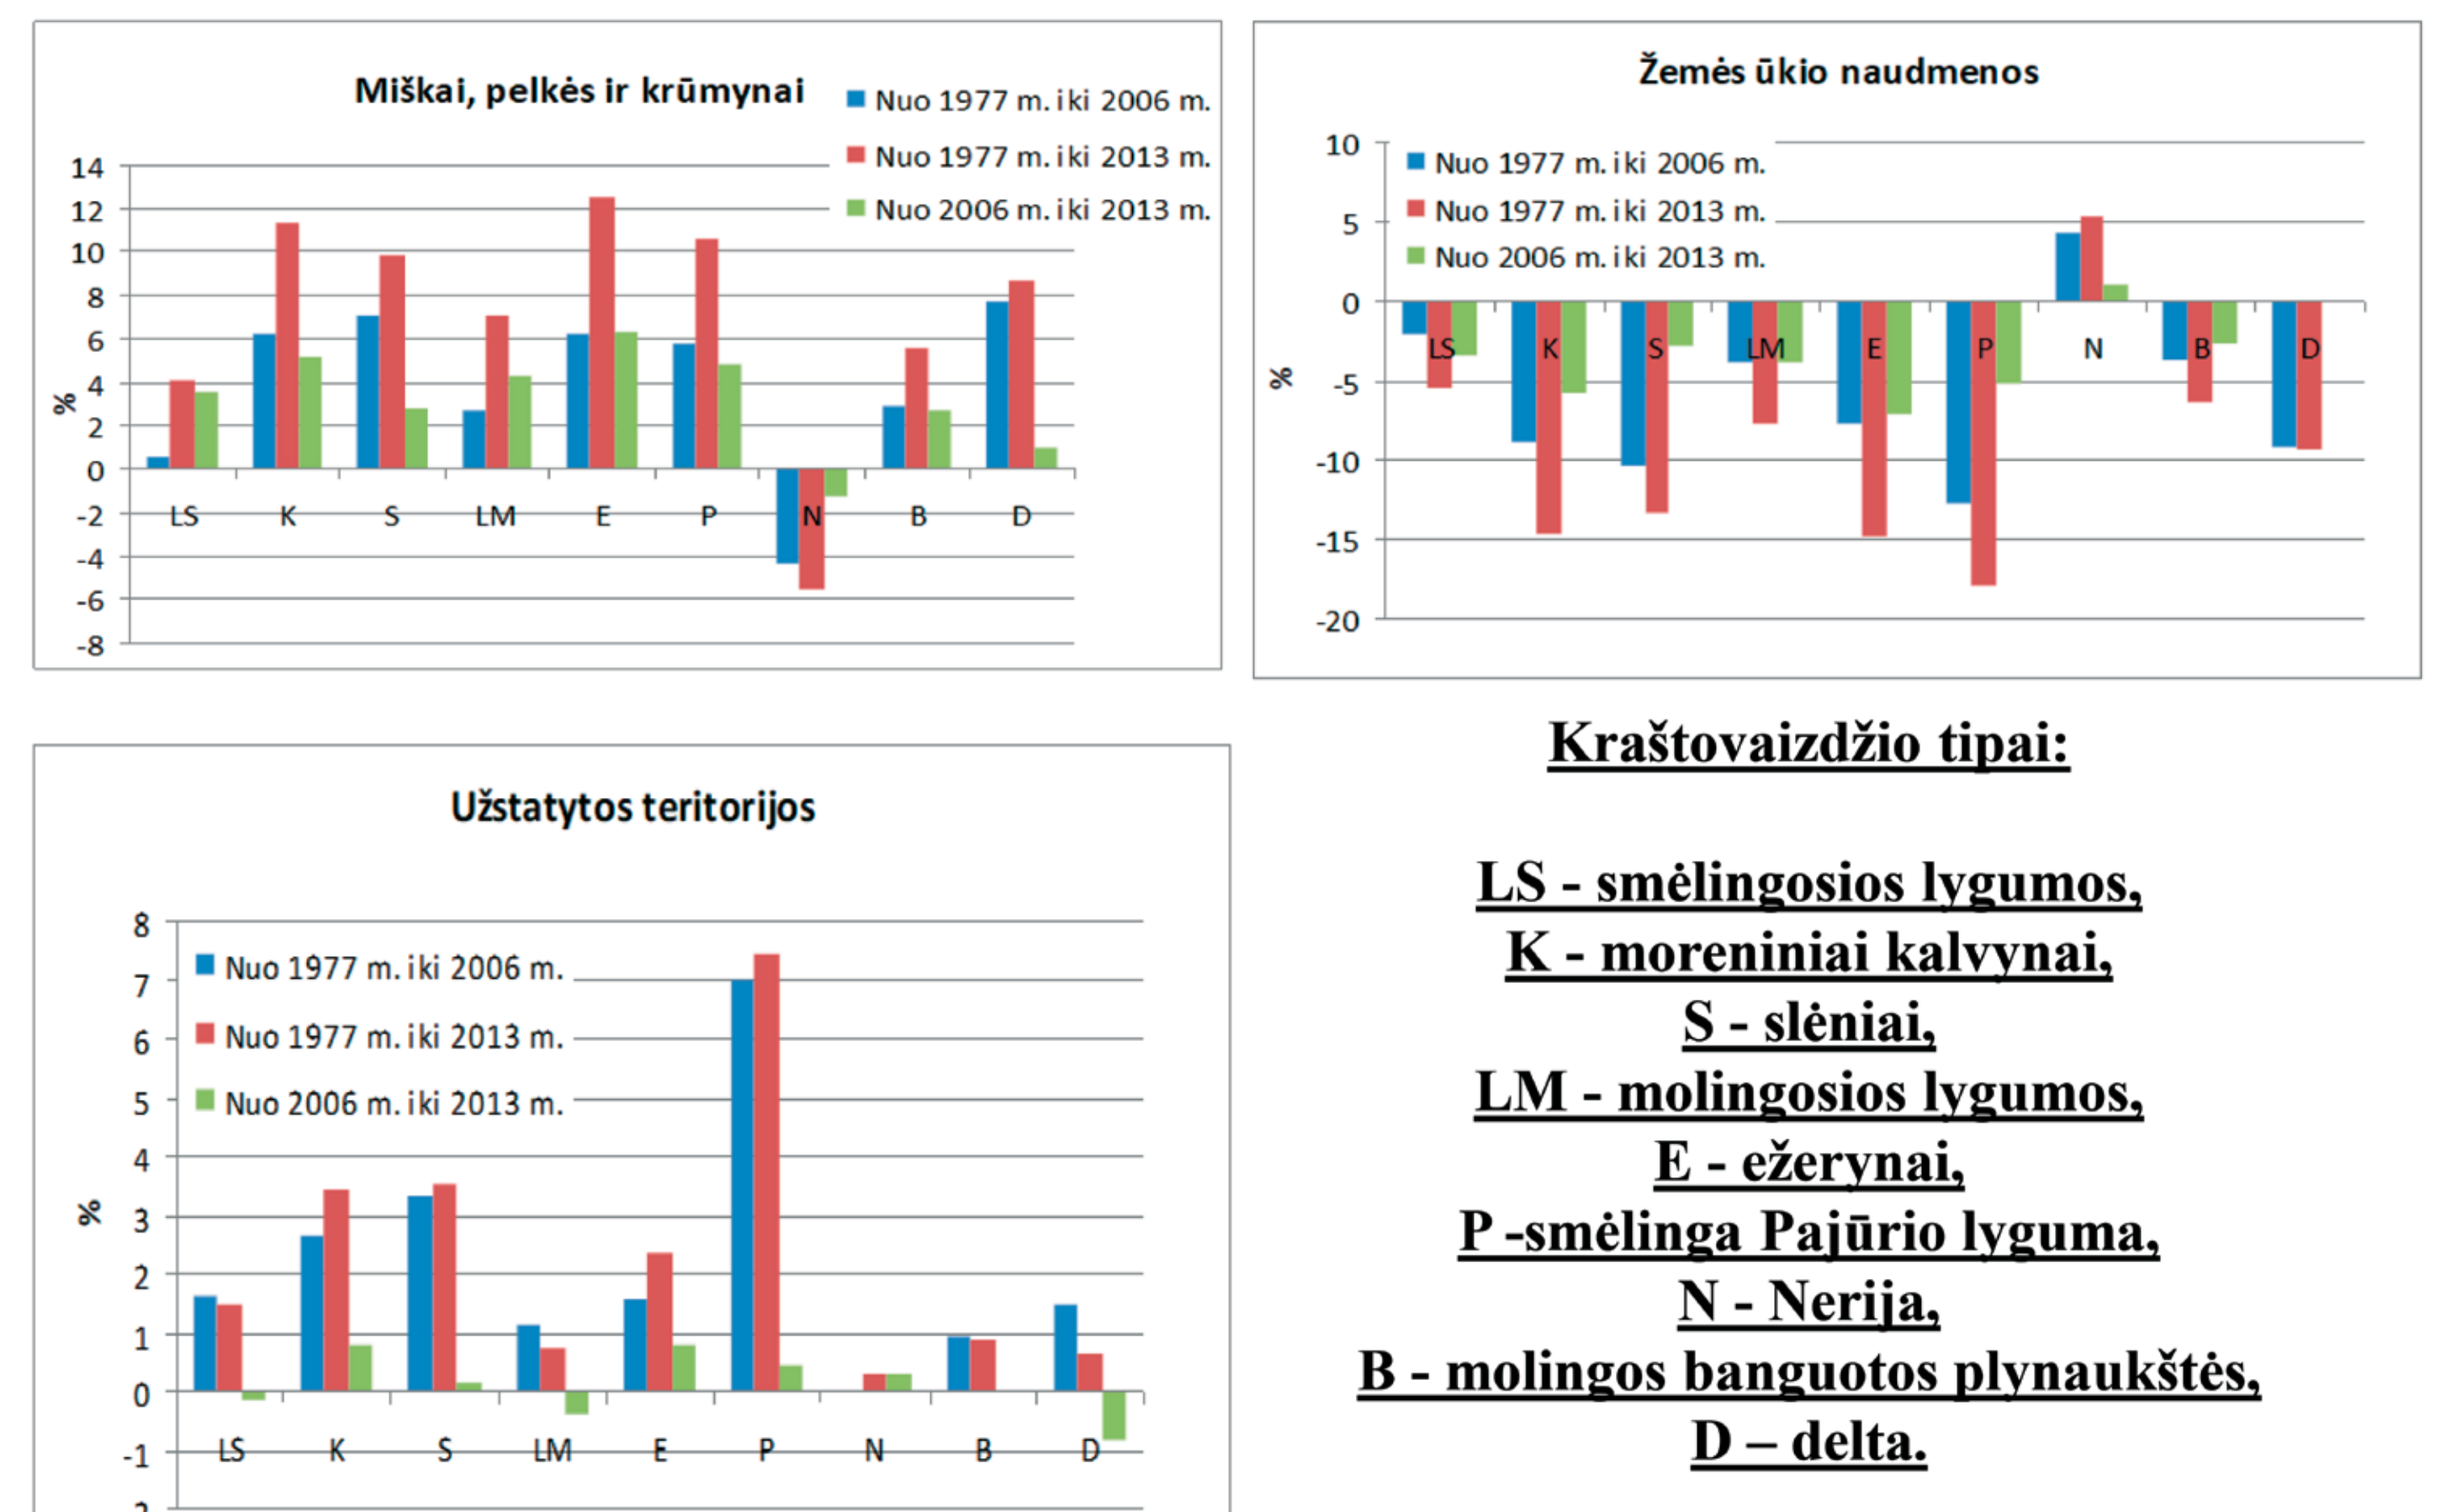 Miškai, pelkės ir krūmynai
Nuo 1977 m. iki 2006 m.
Nuo 1977 m. iki 2013 m.
Nuo 2006 m. iki 2013 m.
14
12
10
8
6
4
2
0
-2
-4
-6
-8
%
LS K S LM E P N B D
Žemės ūkio naudmenos
Nuo 1977 m. iki 2006 m.
Nuo 1977 m. iki 2013 m.
Nuo 2006 m. iki 2013 m.
10
5
0
-5
-10
-15
-20
%
LS K S LM E P N B D
Užstatytos teritorijos
Nuo 1977 m. iki 2006 m.
Nuo 1977 m. iki 2013 m.
Nuo 2006 m. iki 2013 m.
8
7
6
5
4
3
2
1
0
-1
%
LS K S LM E P N B D
Kraštovaizdžio tipai:
LS - smėlingosios lygumos,
K - moreniniai kalvynai,
S - slėniai,
LM - molingosios lygumos,
E - ežerynai,
P -smėlinga Pajūrio lyguma,
N - Nerija,
B - molingos banguotos plynaukštės,
D – delta.